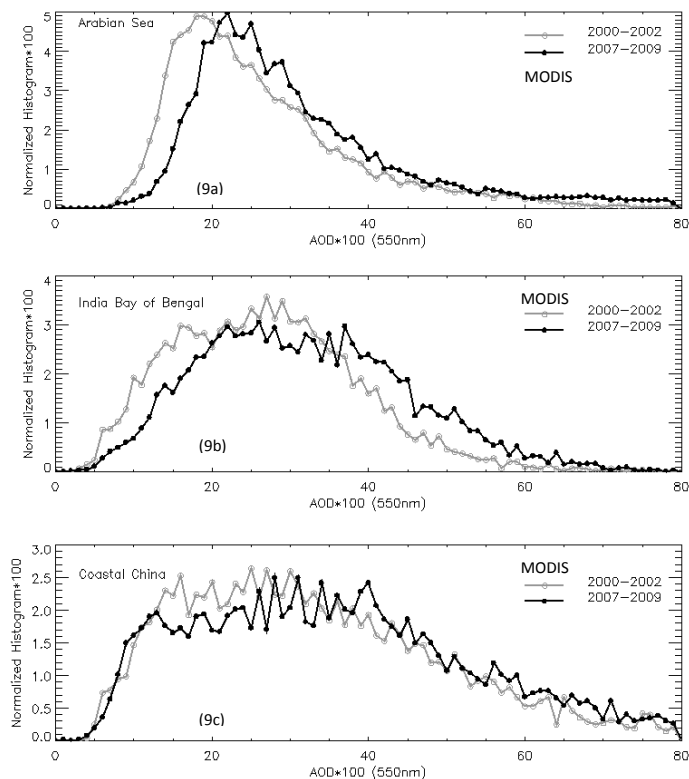 Arabian Sea
2000-2002
2007-2009
MODIS
(9a)
Normalized Histogram*100
5
4
3
2
1
0
0 20 40 60 80
AOD*100 (550nm)
India Bay of Bengal
MODIS
2000-2002
2007-2009
(9b)
Normalized Histogram*100
4
3
2
1
0
0 20 40 60 80
AOD*100 (550nm)
Coastal China
MODIS
2000-2002
2007-2009
(9c)
Normalized Histogram*100
3.0
2.5
2.0
1.5
1.0
0.5
0.0
0 20 40 60 80
AOD*100 (550nm)